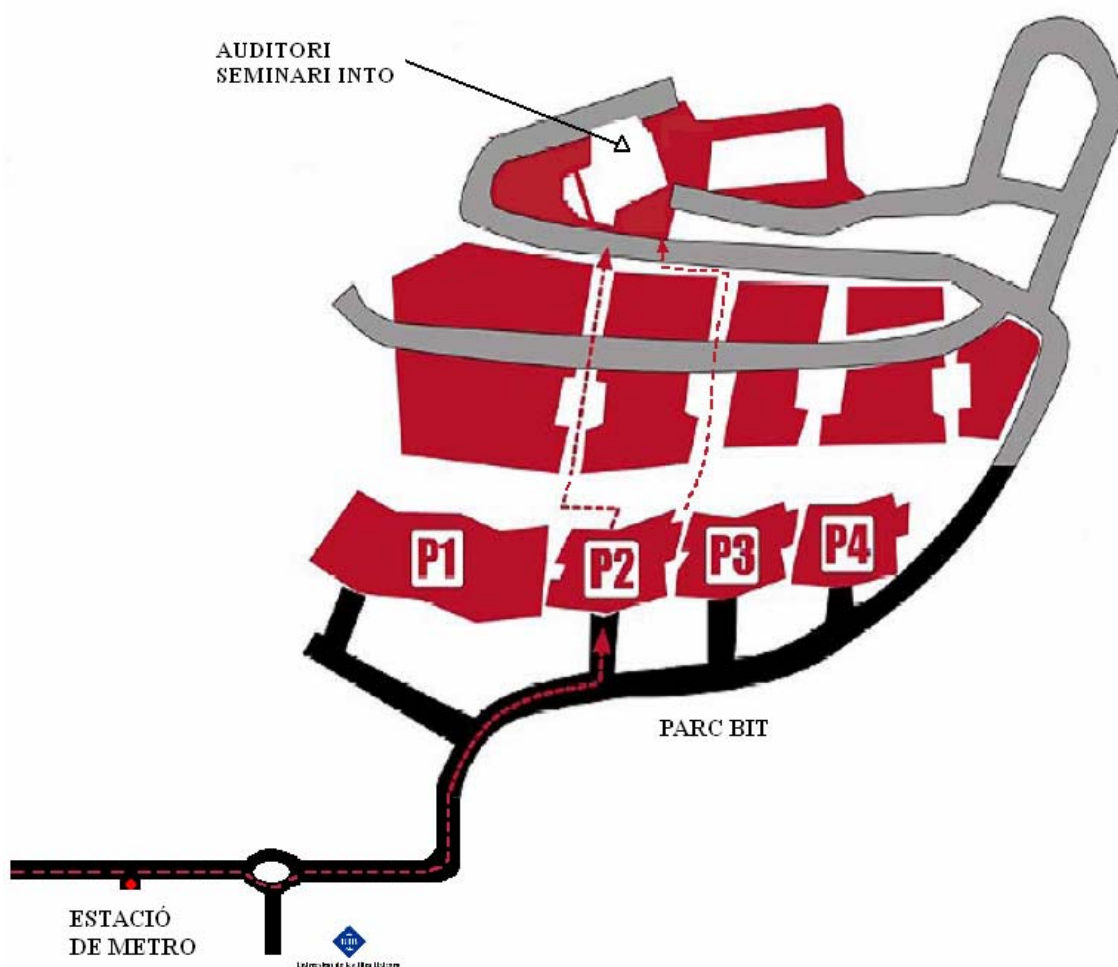 AUDITORI
SEMINARI INTO
P1
P2
P3
P4
PARC BIT
ESTACIÓ
DE METRO